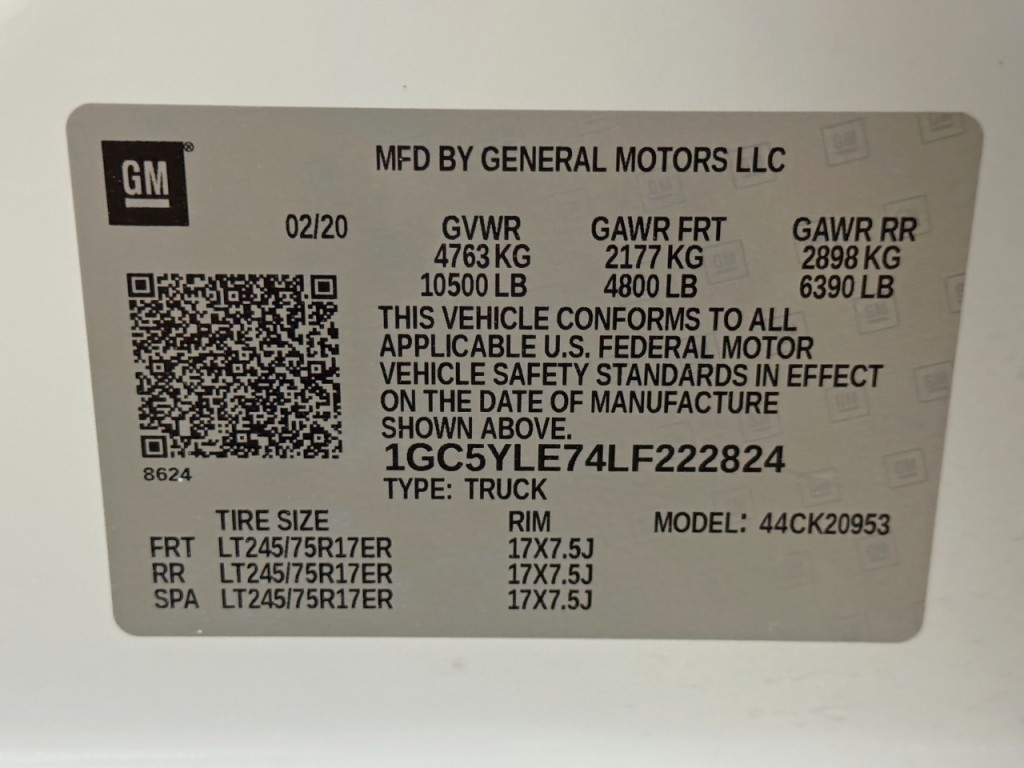 GM®
MFD BY GENERAL MOTORS LLC
02/20 GVWR GAWR FRT GAWR RR
4763 KG 2177 KG 2898 KG
10500 LB 4800 LB 6390 LB
THIS VEHICLE CONFORMS TO ALL
APPLICABLE U.S. FEDERAL MOTOR
VEHICLE SAFETY STANDARDS IN EFFECT
ON THE DATE OF MANUFACTURE
SHOWN ABOVE.
1GC5YLE74LF222824
8624
TYPE: TRUCK
TIRE SIZE RIM MODEL: 44CK20953
FRT LT245/75R17ER 17X7.5J
RR LT245/75R17ER 17X7.5J
SPA LT245/75R17ER 17X7.5J